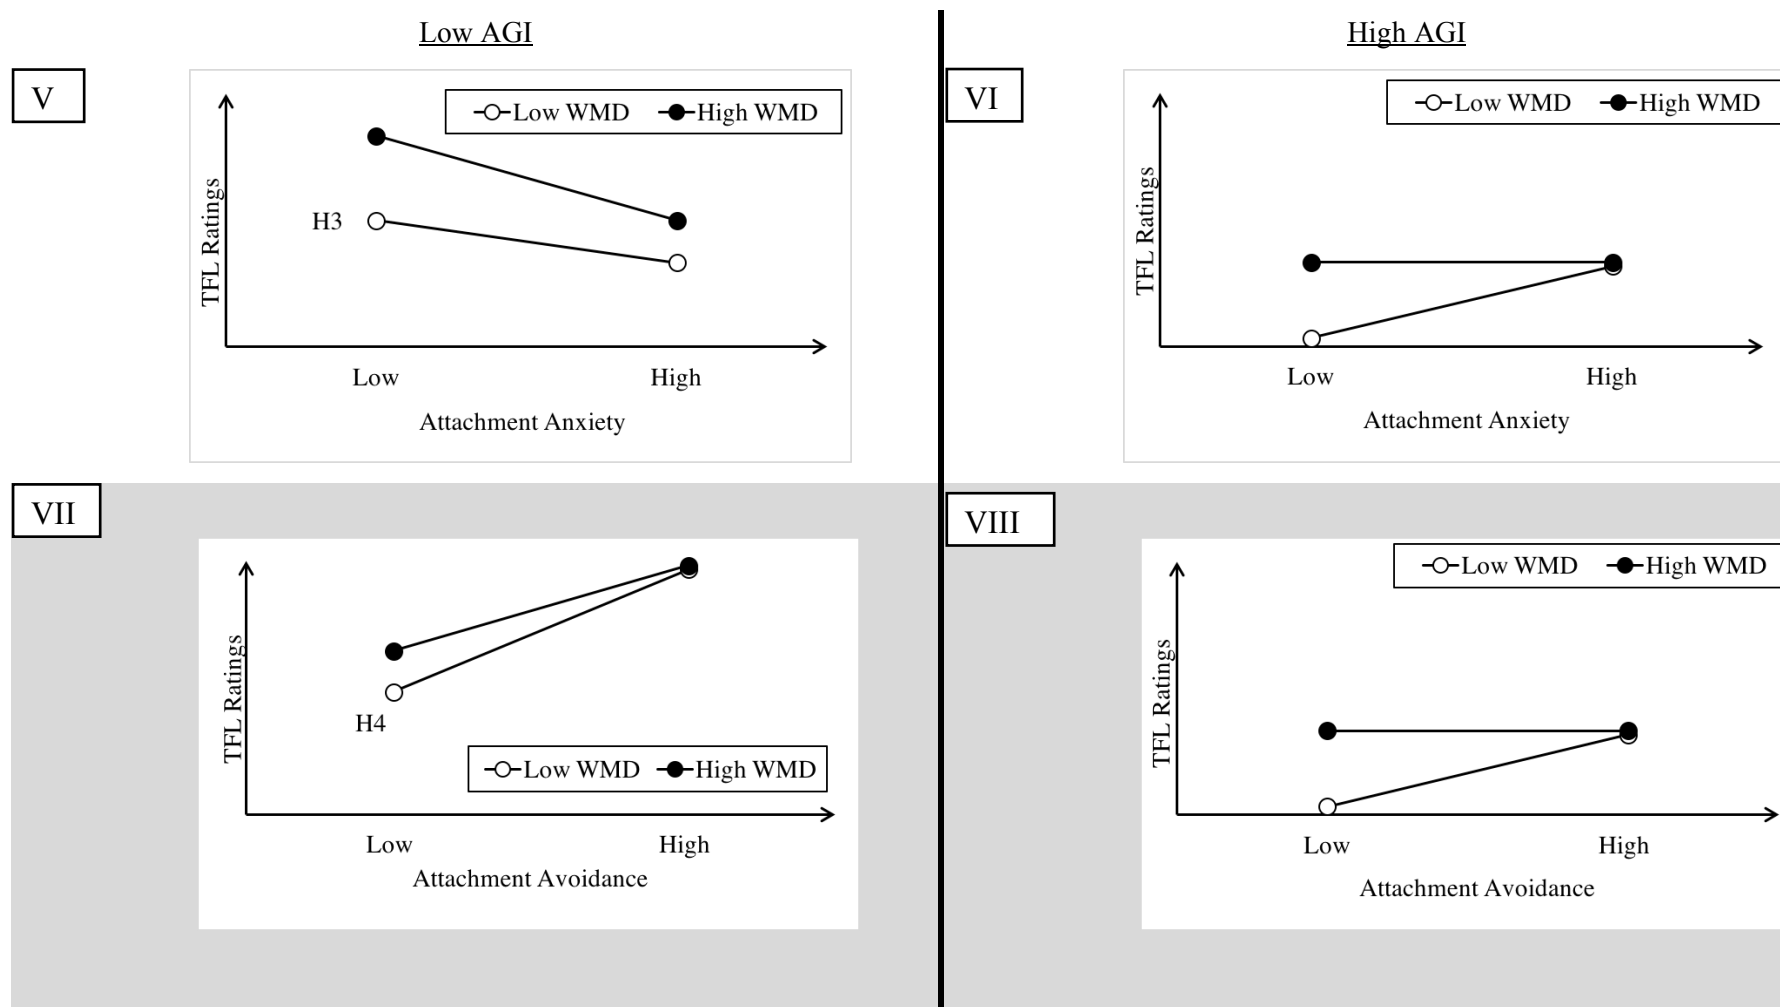 Low AGI
High AGI
V
Low WMD High WMD
TFL Ratings
H3
Low High
Attachment Anxiety
VI
Low WMD High WMD
TFL Ratings
Low High
Attachment Anxiety
VII
TFL Ratings
H4
Low WMD High WMD
Low High
Attachment Avoidance
VIII
Low WMD High WMD
TFL Ratings
Low High
Attachment Avoidance